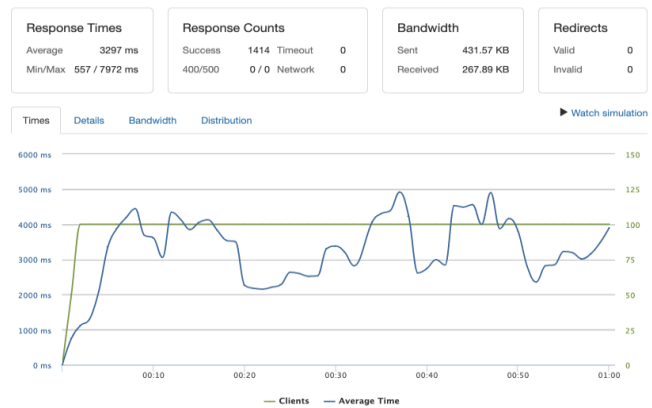 Response Times
Average 3297 ms
Min/Max 557 / 7972 ms
Response Counts
Success 1414 Timeout 0
400/500 0 / 0 Network 0
Bandwidth
Sent 431.57 KB
Received 267.89 KB
Redirects
Valid 0
Invalid 0
Times Details Bandwidth Distribution
Watch simulation
6000 ms 150
5000 ms 125
4000 ms 100
3000 ms 75
2000 ms 50
1000 ms 25
0 ms 0
00:10 00:20 00:30 00:40 00:50 01:00
Clients Average Time